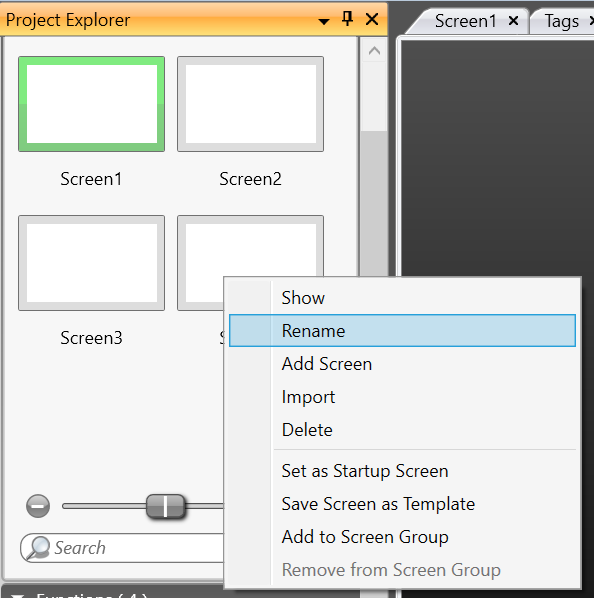 Project Explorer
Screen1 Tags
Screen1 Screen2
Screen3
Show
Rename
Add Screen
Import
Delete
Set as Startup Screen
Save Screen as Template
Add to Screen Group
Remove from Screen Group
Search
Functions ( 4 )